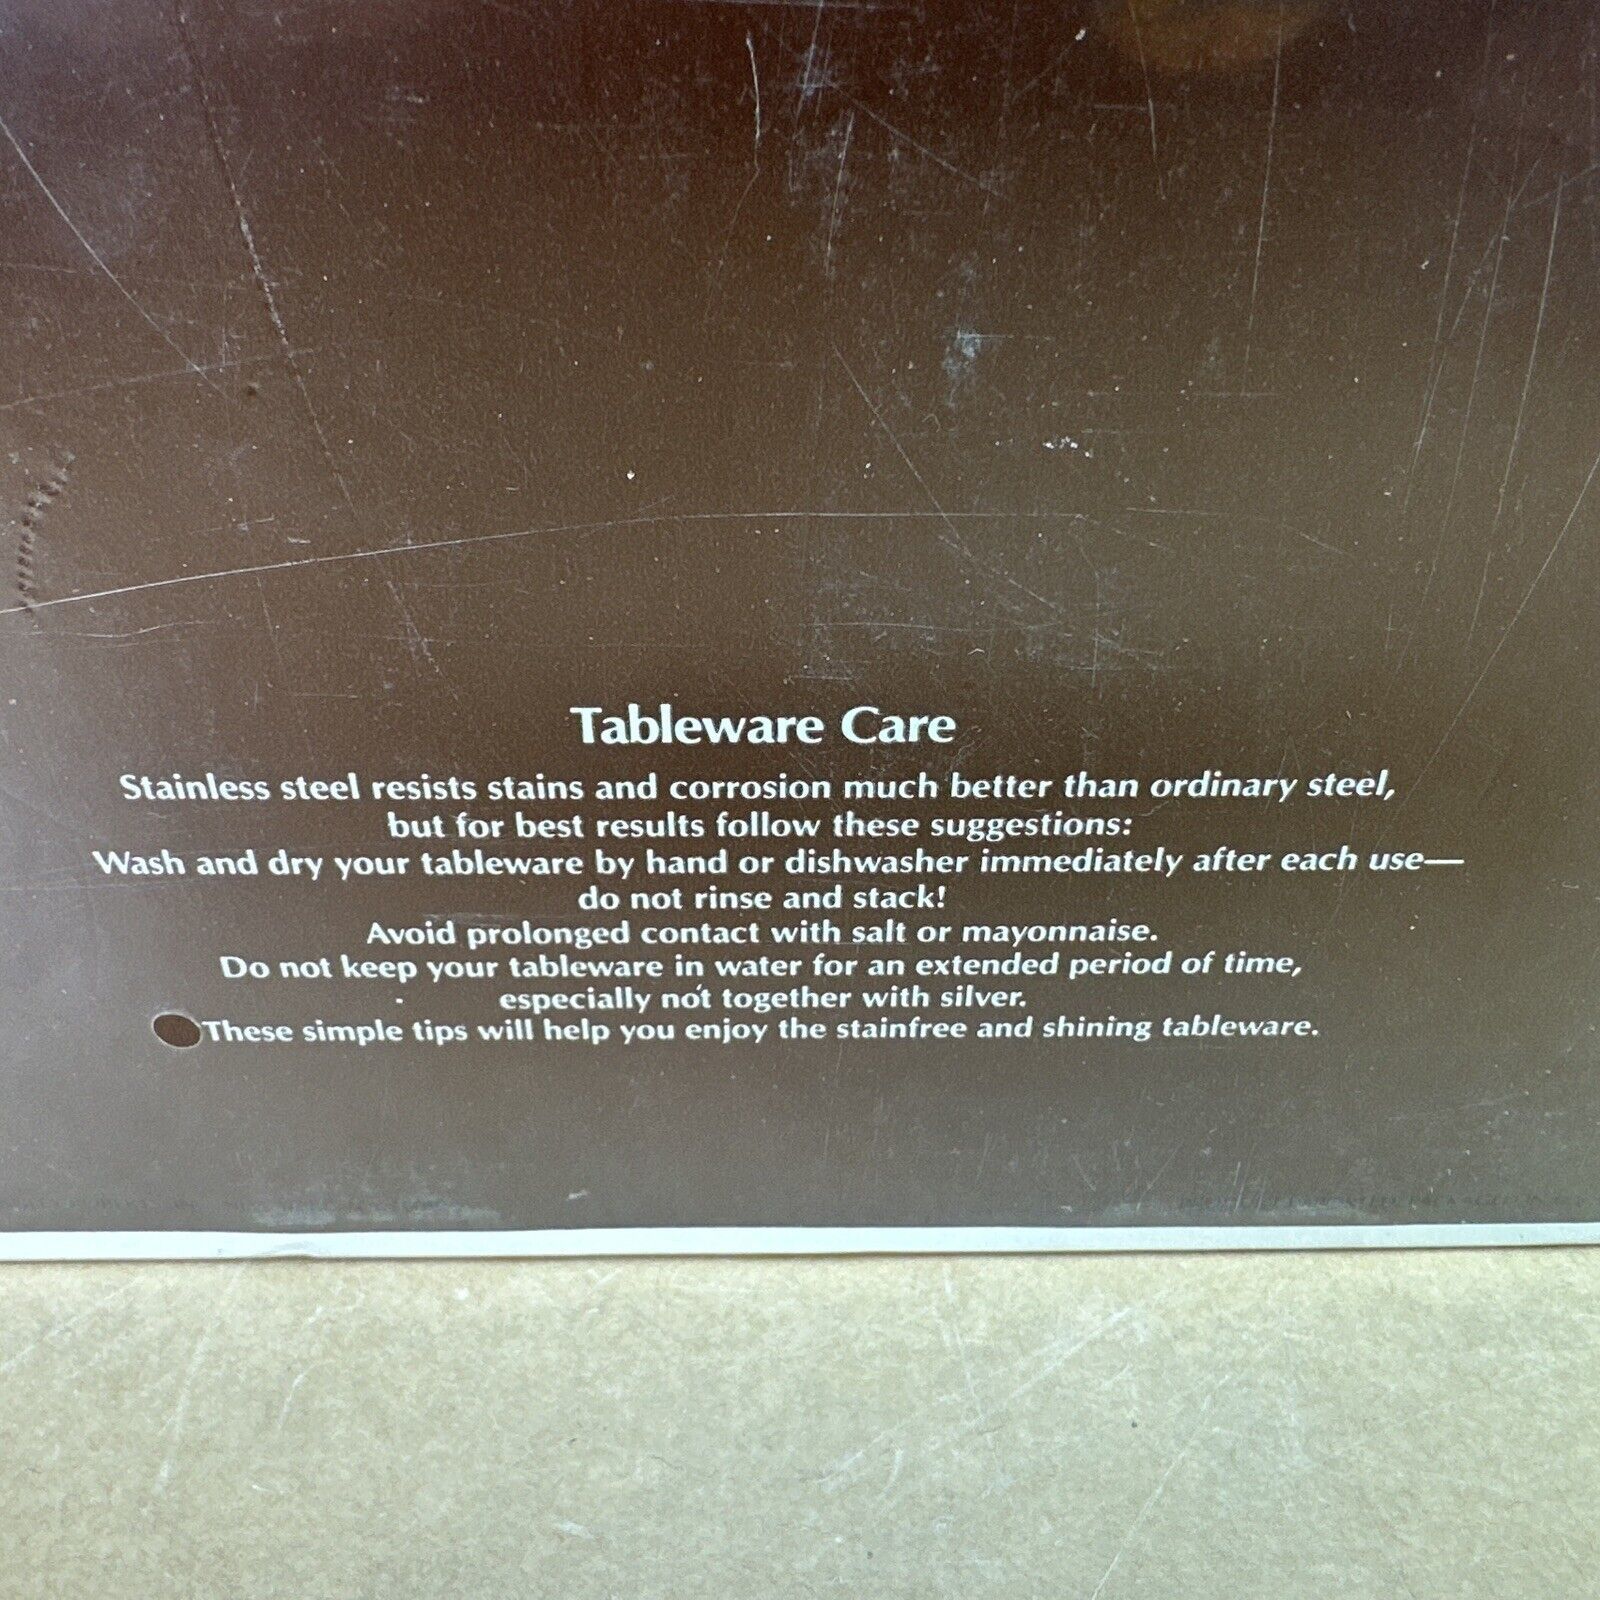 Tableware Care
Stainless steel resists stains and corrosion much better than ordinary steel,
but for best results follow these suggestions:
Wash and dry your tableware by hand or dishwasher immediately after each use—
do not rinse and stack!
Avoid prolonged contact with salt or mayonnaise.
Do not keep your tableware in water for an extended period of time,
especially not together with silver.
These simple tips will help you enjoy the stainfree and shining tableware.